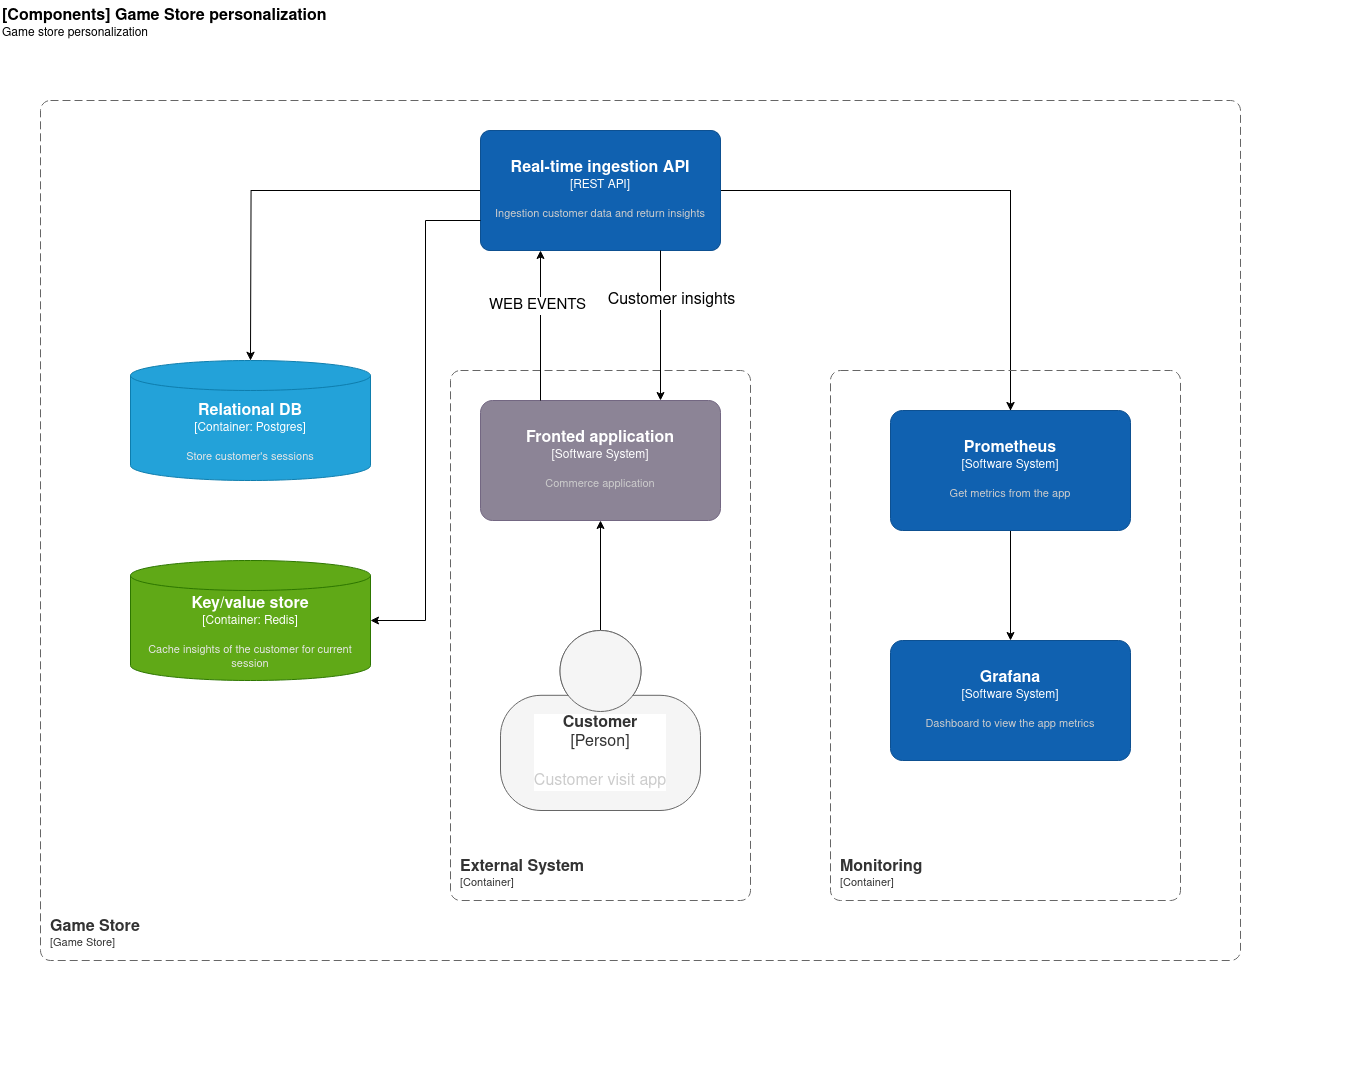 [Components] Game Store personalization
Game store personalization
Real-time ingestion API
[REST API]
Ingestion customer data and return insights
WEB EVENTS
Customer insights
Relational DB
[Container: Postgres]
Store customer's sessions
Fronted application
[Software System]
Commerce application
Prometheus
[Software System]
Get metrics from the app
Key/value store
[Container: Redis]
Cache insights of the customer for current
session
Customer
[Person]
Customer visit app
Grafana
[Software System]
Dashboard to view the app metrics
External System
[Container]
Monitoring
[Container]
Game Store
[Game Store]